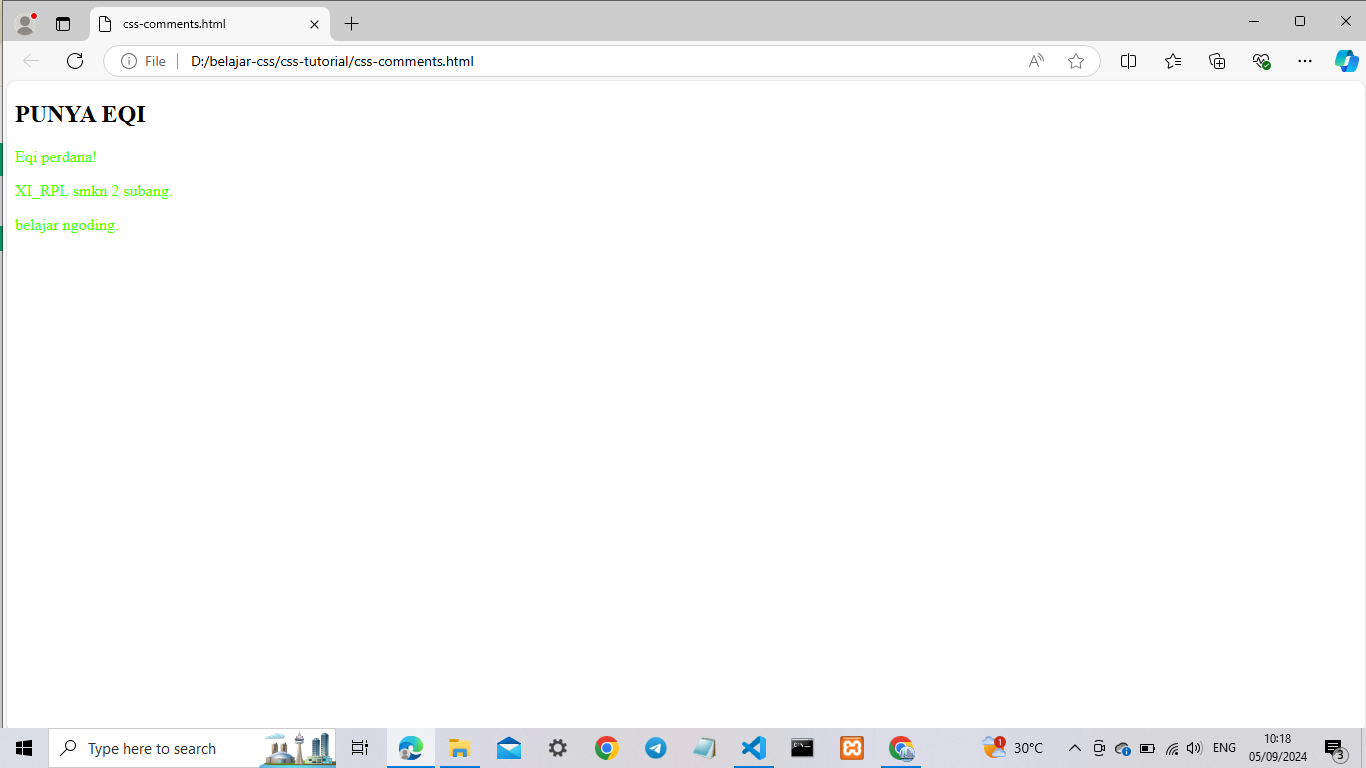 css-comments.html
File
D:/belajar-css/css-tutorial/css-comments.html
PUNYA EQI
Eqi perdana!
XI_RPL smkn 2 subang.
belajar ngoding.
Type here to search
30°C
ENG
10:18
05/09/2024
3